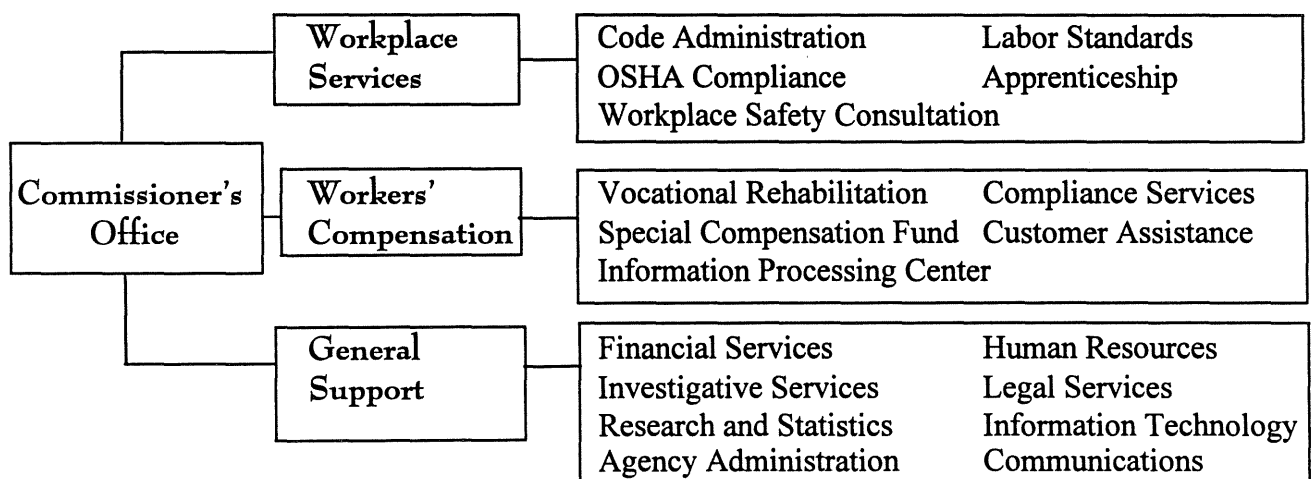 Commissioner's
Office
Workplace
Services
Code Administration Labor Standards
OSHA Compliance Apprenticeship
Workplace Safety Consultation
Workers'
Compensation
Vocational Rehabilitation Compliance Services
Special Compensation Fund Customer Assistance
Information Processing Center
General
Support
Financial Services Human Resources
Investigative Services Legal Services
Research and Statistics Information Technology
Agency Administration Communications